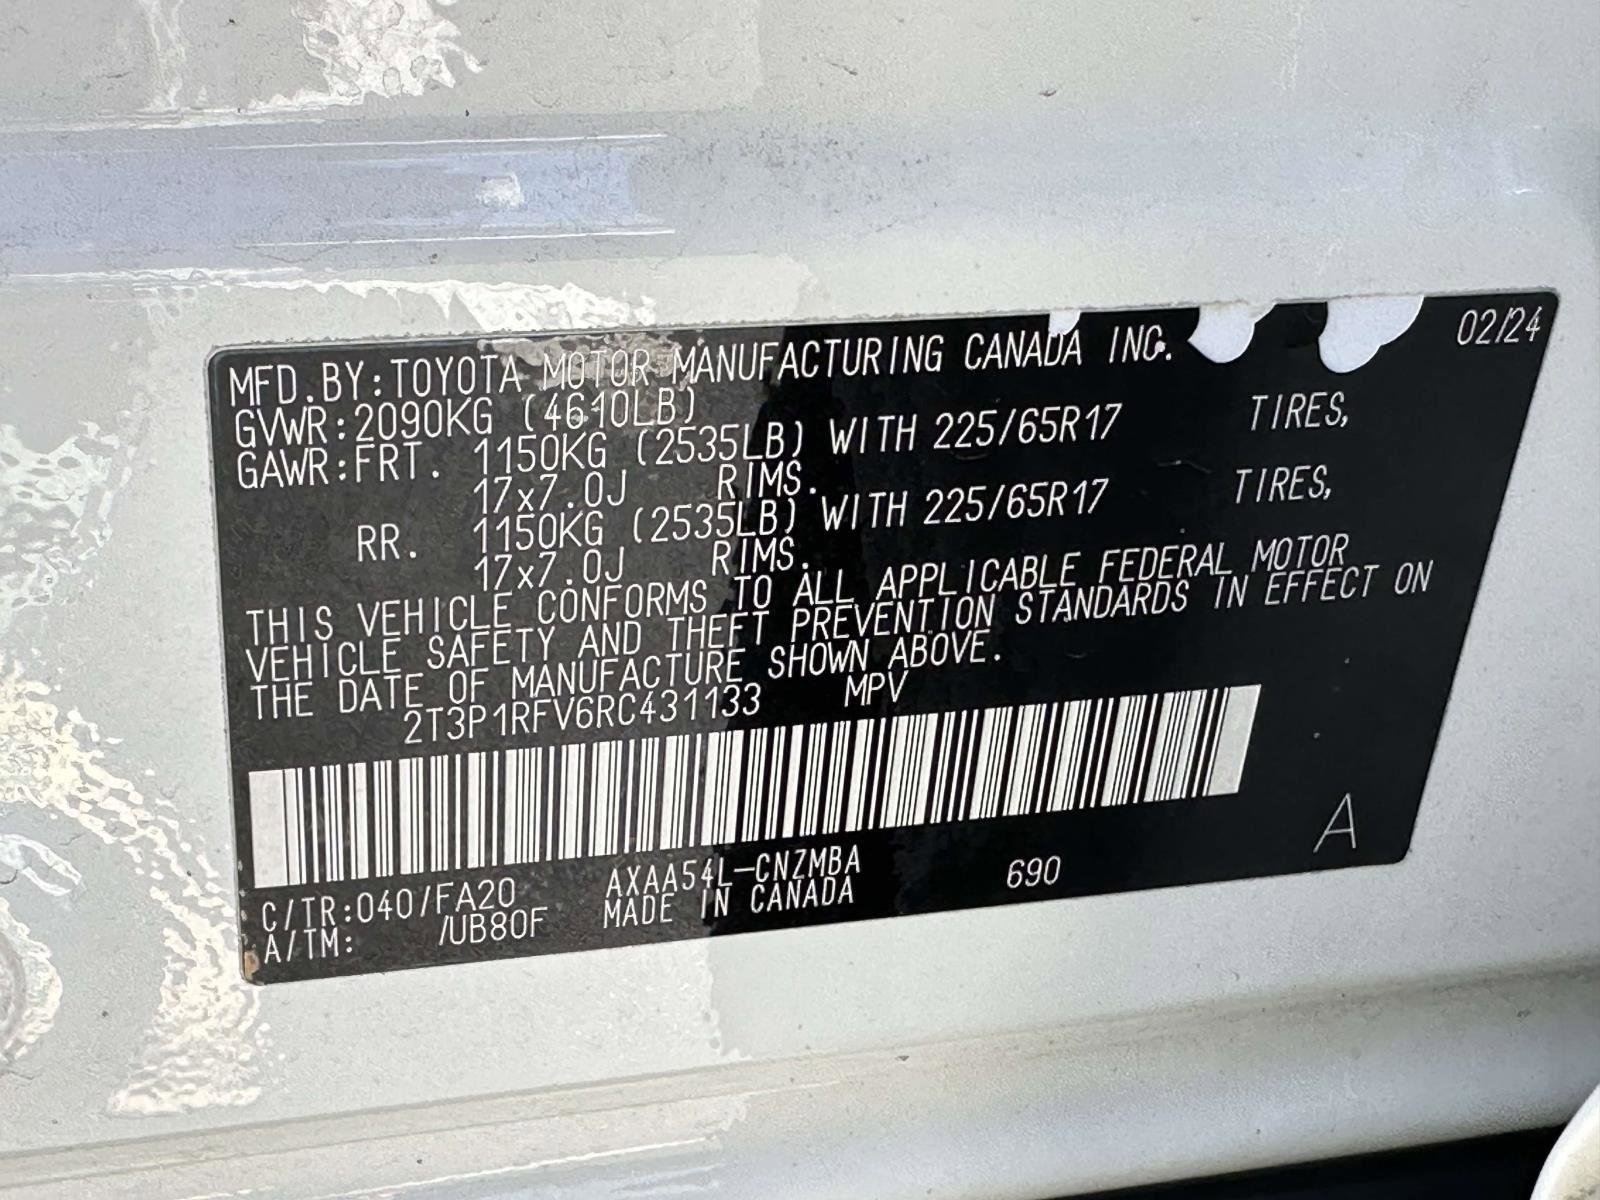 02/24
MFD.BY:TOYOTA MOTOR MANUFACTURING CANADA INC.
GVWR:2090KG (4610LB)
GAWR:FRT. 1150KG (2535LB) WITH 225/65R17 TIRES,
17x7.0J RIMS.
RR. 1150KG (2535LB) WITH 225/65R17 TIRES,
17x7.0J RIMS.
THIS VEHICLE CONFORMS TO ALL APPLICABLE FEDERAL MOTOR
VEHICLE SAFETY AND THEFT PREVENTION STANDARDS IN EFFECT ON
THE DATE OF MANUFACTURE SHOWN ABOVE.
2T3P1RFV6RC431133 MPV
C/TR:040/FA20 AXAA54L-CNZMBA 690 A
A/TM: /UB80F MADE IN CANADA